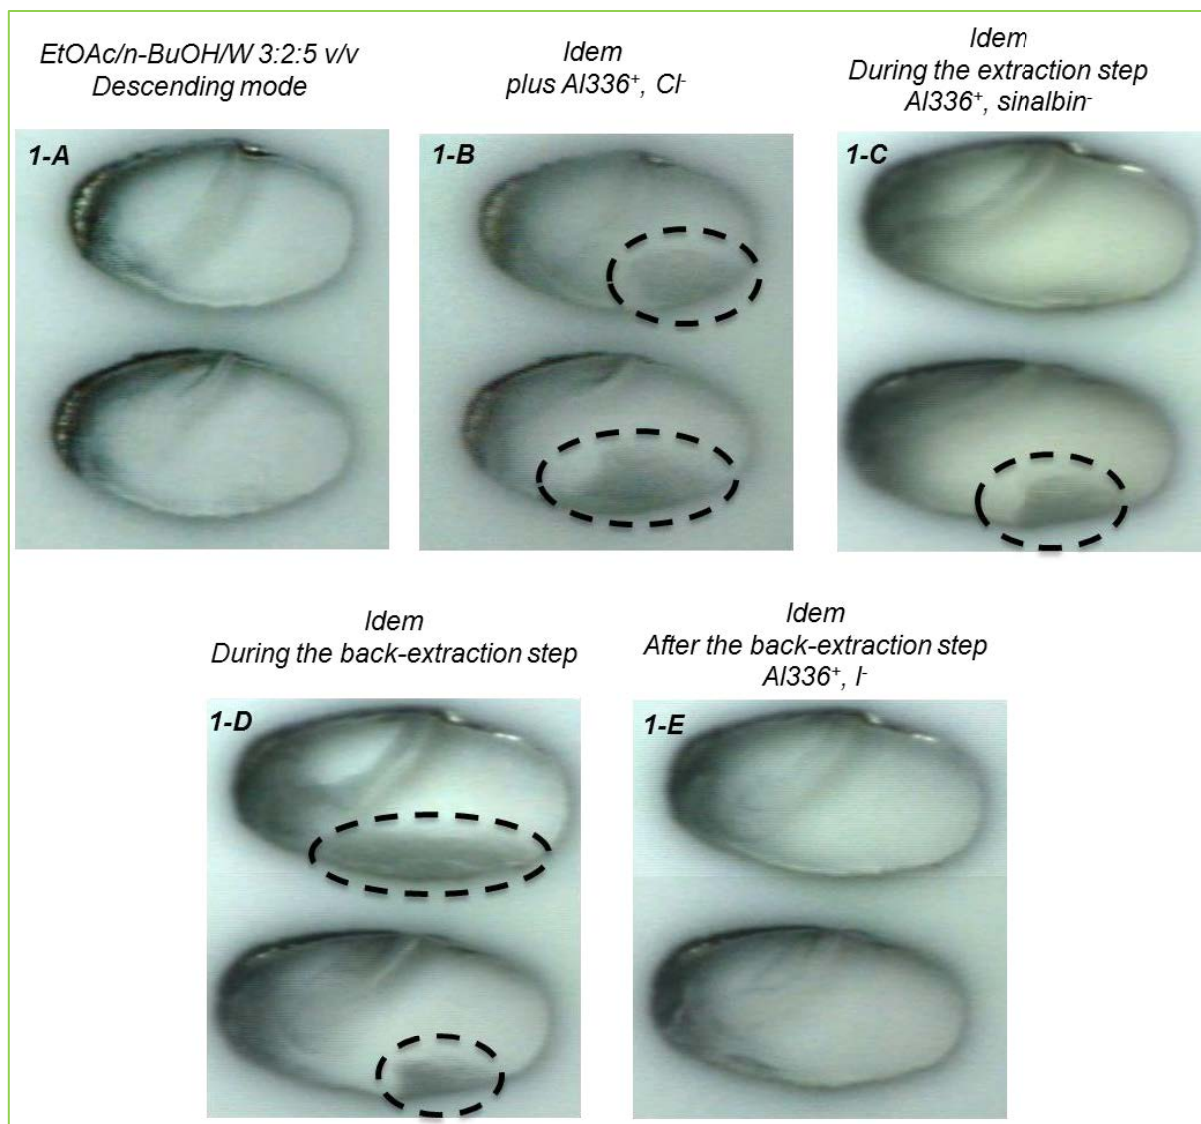 EtOAc/n-BuOH/W 3:2:5 v/v
Descending mode
Idem
plus Al336⁺, Cl⁻
Idem
During the extraction step
Al336⁺, sinalbin⁻
1-A
1-B
1-C
Idem
During the back-extraction step
Idem
After the back-extraction step
Al336⁺, I⁻
1-D
1-E